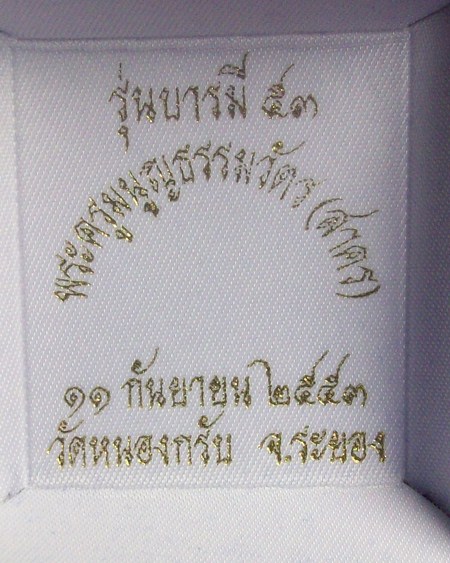 รุ่นบารมี ๕๓
พระครูมนูญธรรมวัตร (สาคร)
๑๑ กันยายน ๒๕๕๓
วัดหนองกรับ จ.ระยอง